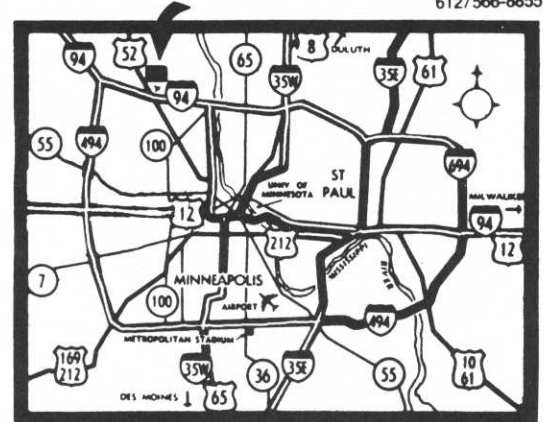 612/566-8855
94
52
65
35W
8
DULUTH
35E
61
94
494
55
100
694
UNIV OF
MINNESOTA
ST
PAUL
12
212
MILWAUKEE
94
12
MISSISSIPPI
RIVER
7
MINNEAPOLIS
100
AIRPORT
494
METROPOLITAN STADIUM
169
212
35W
65
36
35E
55
10
61
DES MOINES